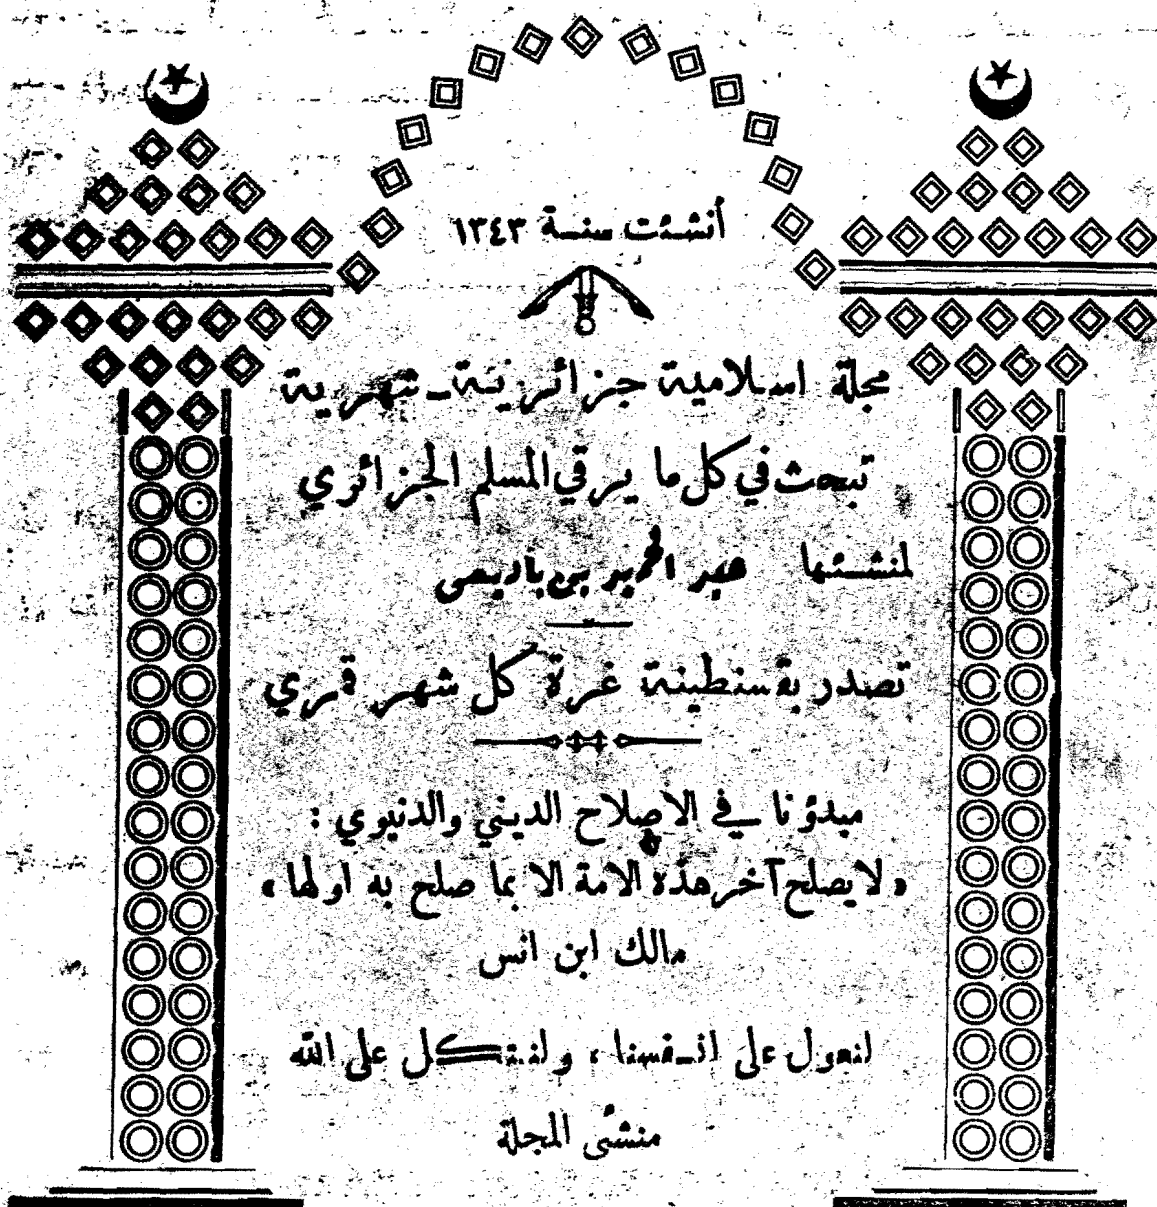 أنشئت سنة ١٣٤٣
مجلة اسلامية جزائرية ـ شهرية
تبحث في كل ما يرقي المسلم الجزائري
لمنشئها عبد الحميد بن باديس
تصدر بقسنطينة غرة كل شهر قمري
مبدؤنا في الاصلاح الديني والدنيوي :
« لا يصلح آخر هذه الامة الا بما صلح به اولها »
مالك ابن انس
لنعول على انفسنا ، ولنتكل على الله
منشئ المجلة